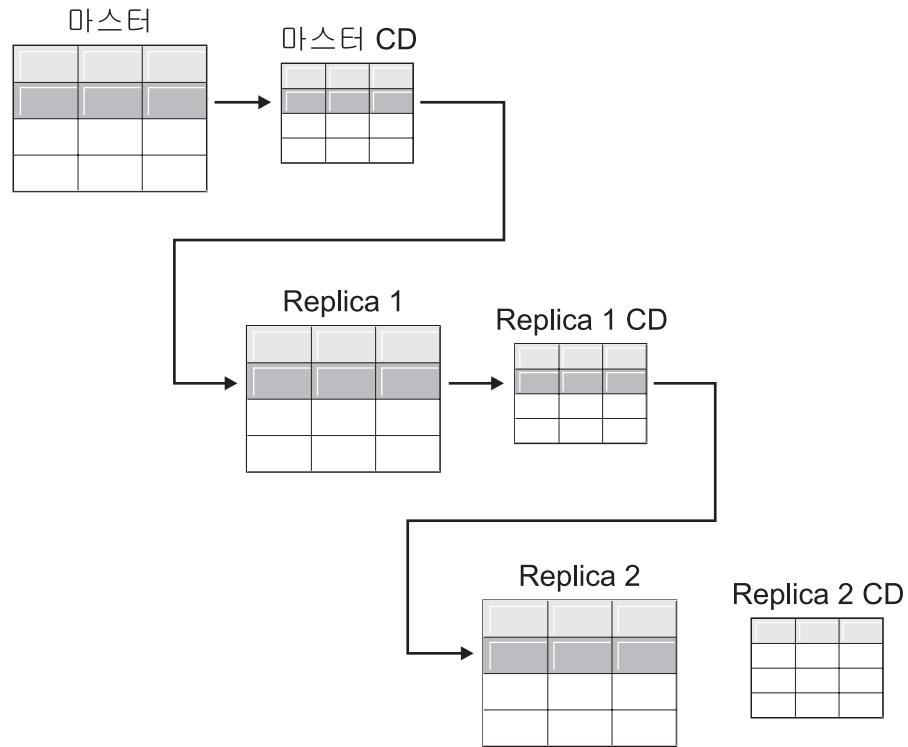 마스터
마스터 CD
Replica 1
Replica 1 CD
Replica 2
Replica 2 CD